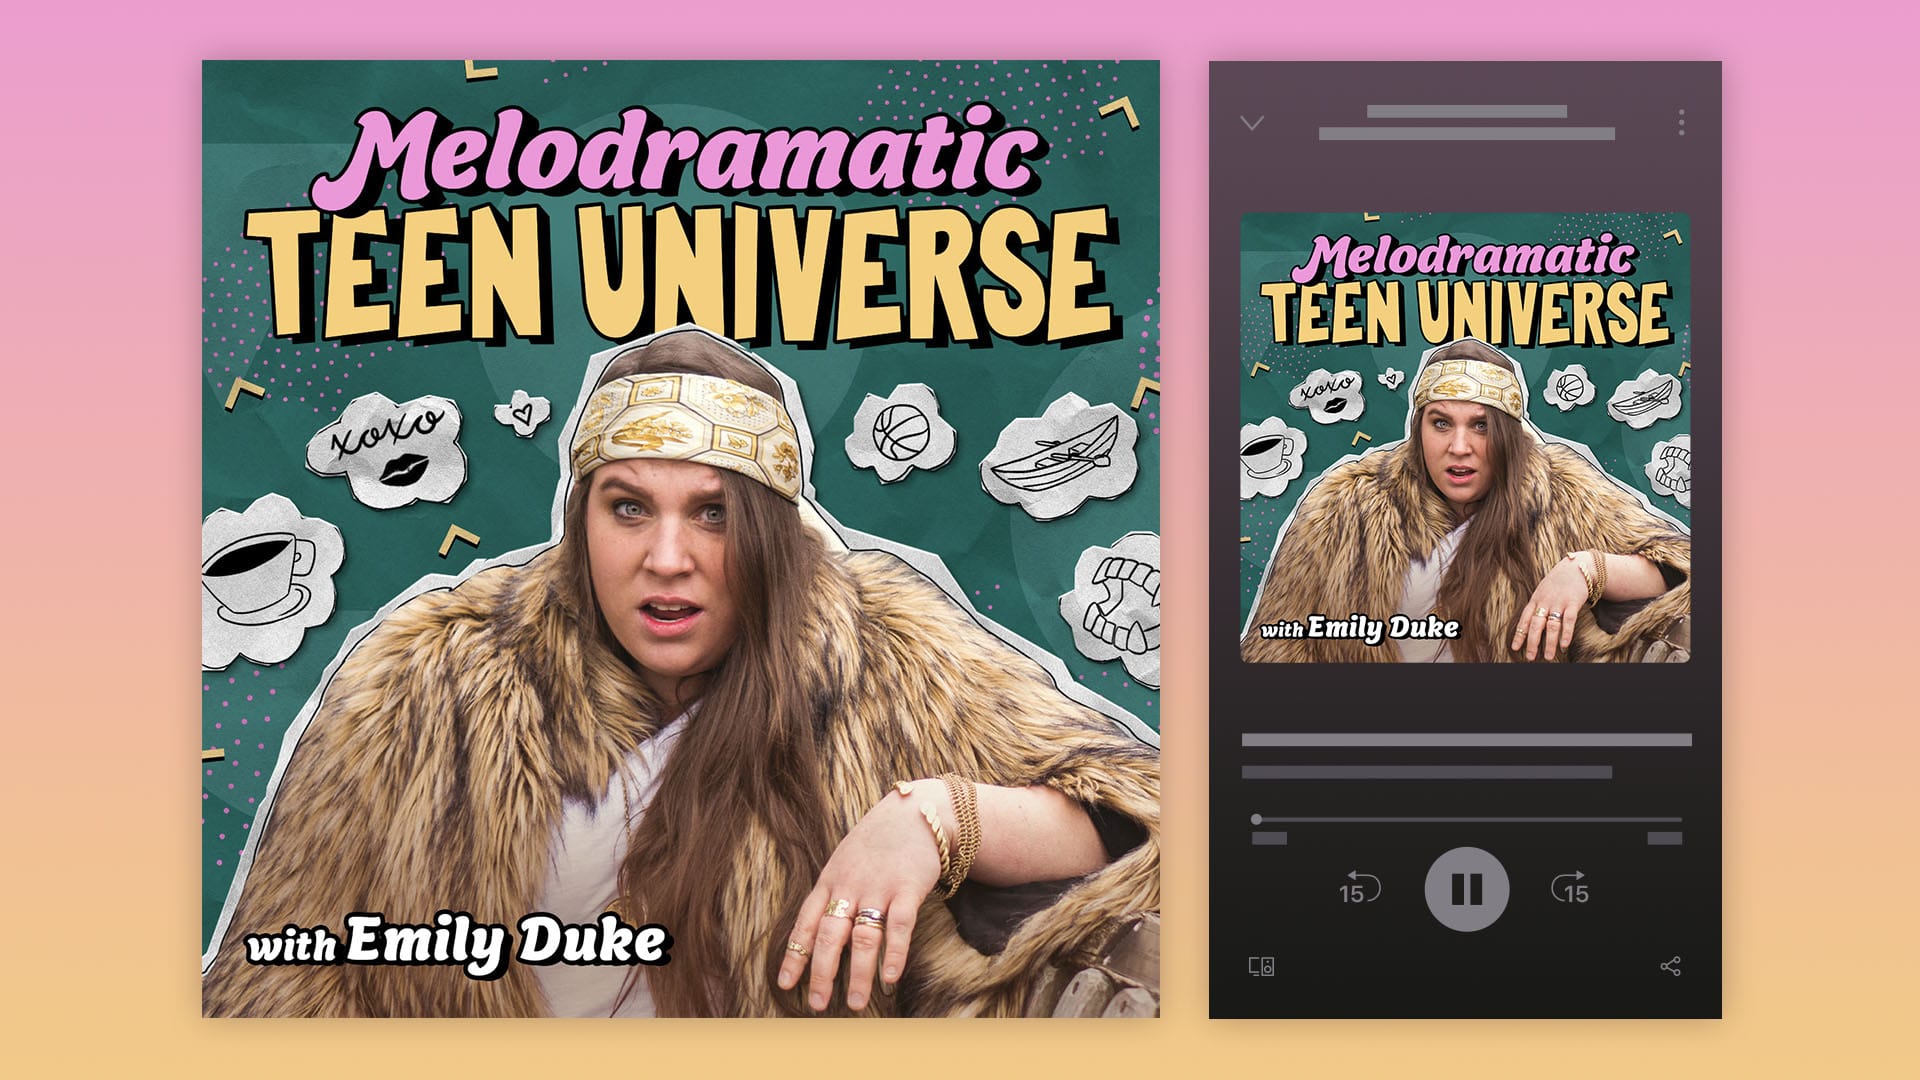 Melodramatic
TEEN UNIVERSE
xoxo
with Emily Duke
Melodramatic
TEEN UNIVERSE
xoxo
with Emily Duke
15
15